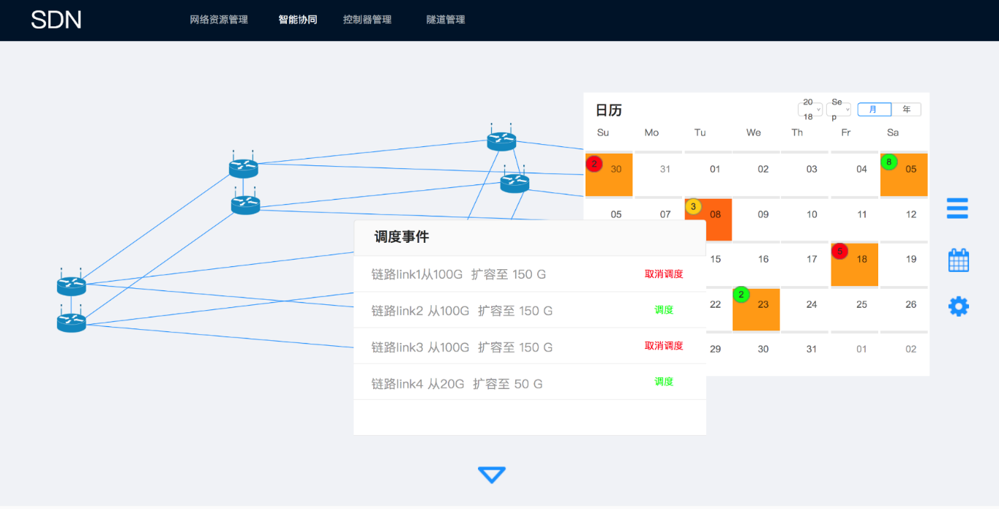 SDN 网络资源管理 智能协同 控制器管理 隧道管理
日历 2018 Sep 月 年
Su Mo Tu We Th Fr Sa
2 30 31 01 02 03 04 8 05
05 07 3 08 09 10 11 12
调度事件
15 16 17 5 18 19
链路link1从100G 扩容至 150 G 取消调度
22 2 23 24 25 26
链路link2 从100G 扩容至 150 G 调度
链路link3 从100G 扩容至 150 G 取消调度
29 30 31 01 02
链路link4 从20G 扩容至 50 G 调度